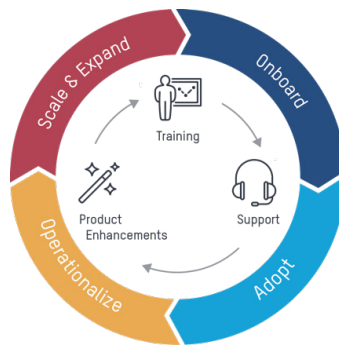 Scale & Expand
Onboard
Training
Product
Enhancements
Support
Operationalize
Adopt